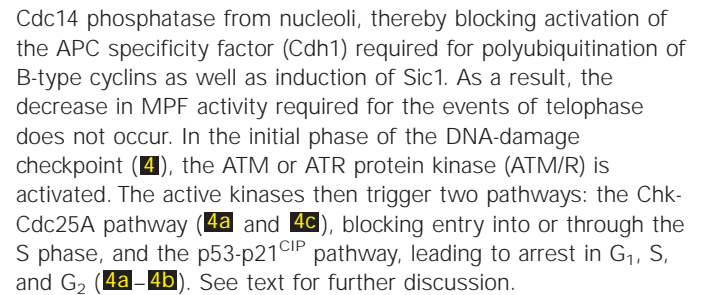 Cdc14 phosphatase from nucleoli, thereby blocking activation of
the APC specificity factor (Cdh1) required for polyubiquitination of
B-type cyclins as well as induction of Sic1. As a result, the
decrease in MPF activity required for the events of telophase
does not occur. In the initial phase of the DNA-damage
checkpoint (4), the ATM or ATR protein kinase (ATM/R) is
activated. The active kinases then trigger two pathways: the Chk-
Cdc25A pathway (4a and 4c), blocking entry into or through the
S phase, and the p53-p21^CIP pathway, leading to arrest in G₁, S,
and G₂ (4a–4b). See text for further discussion.